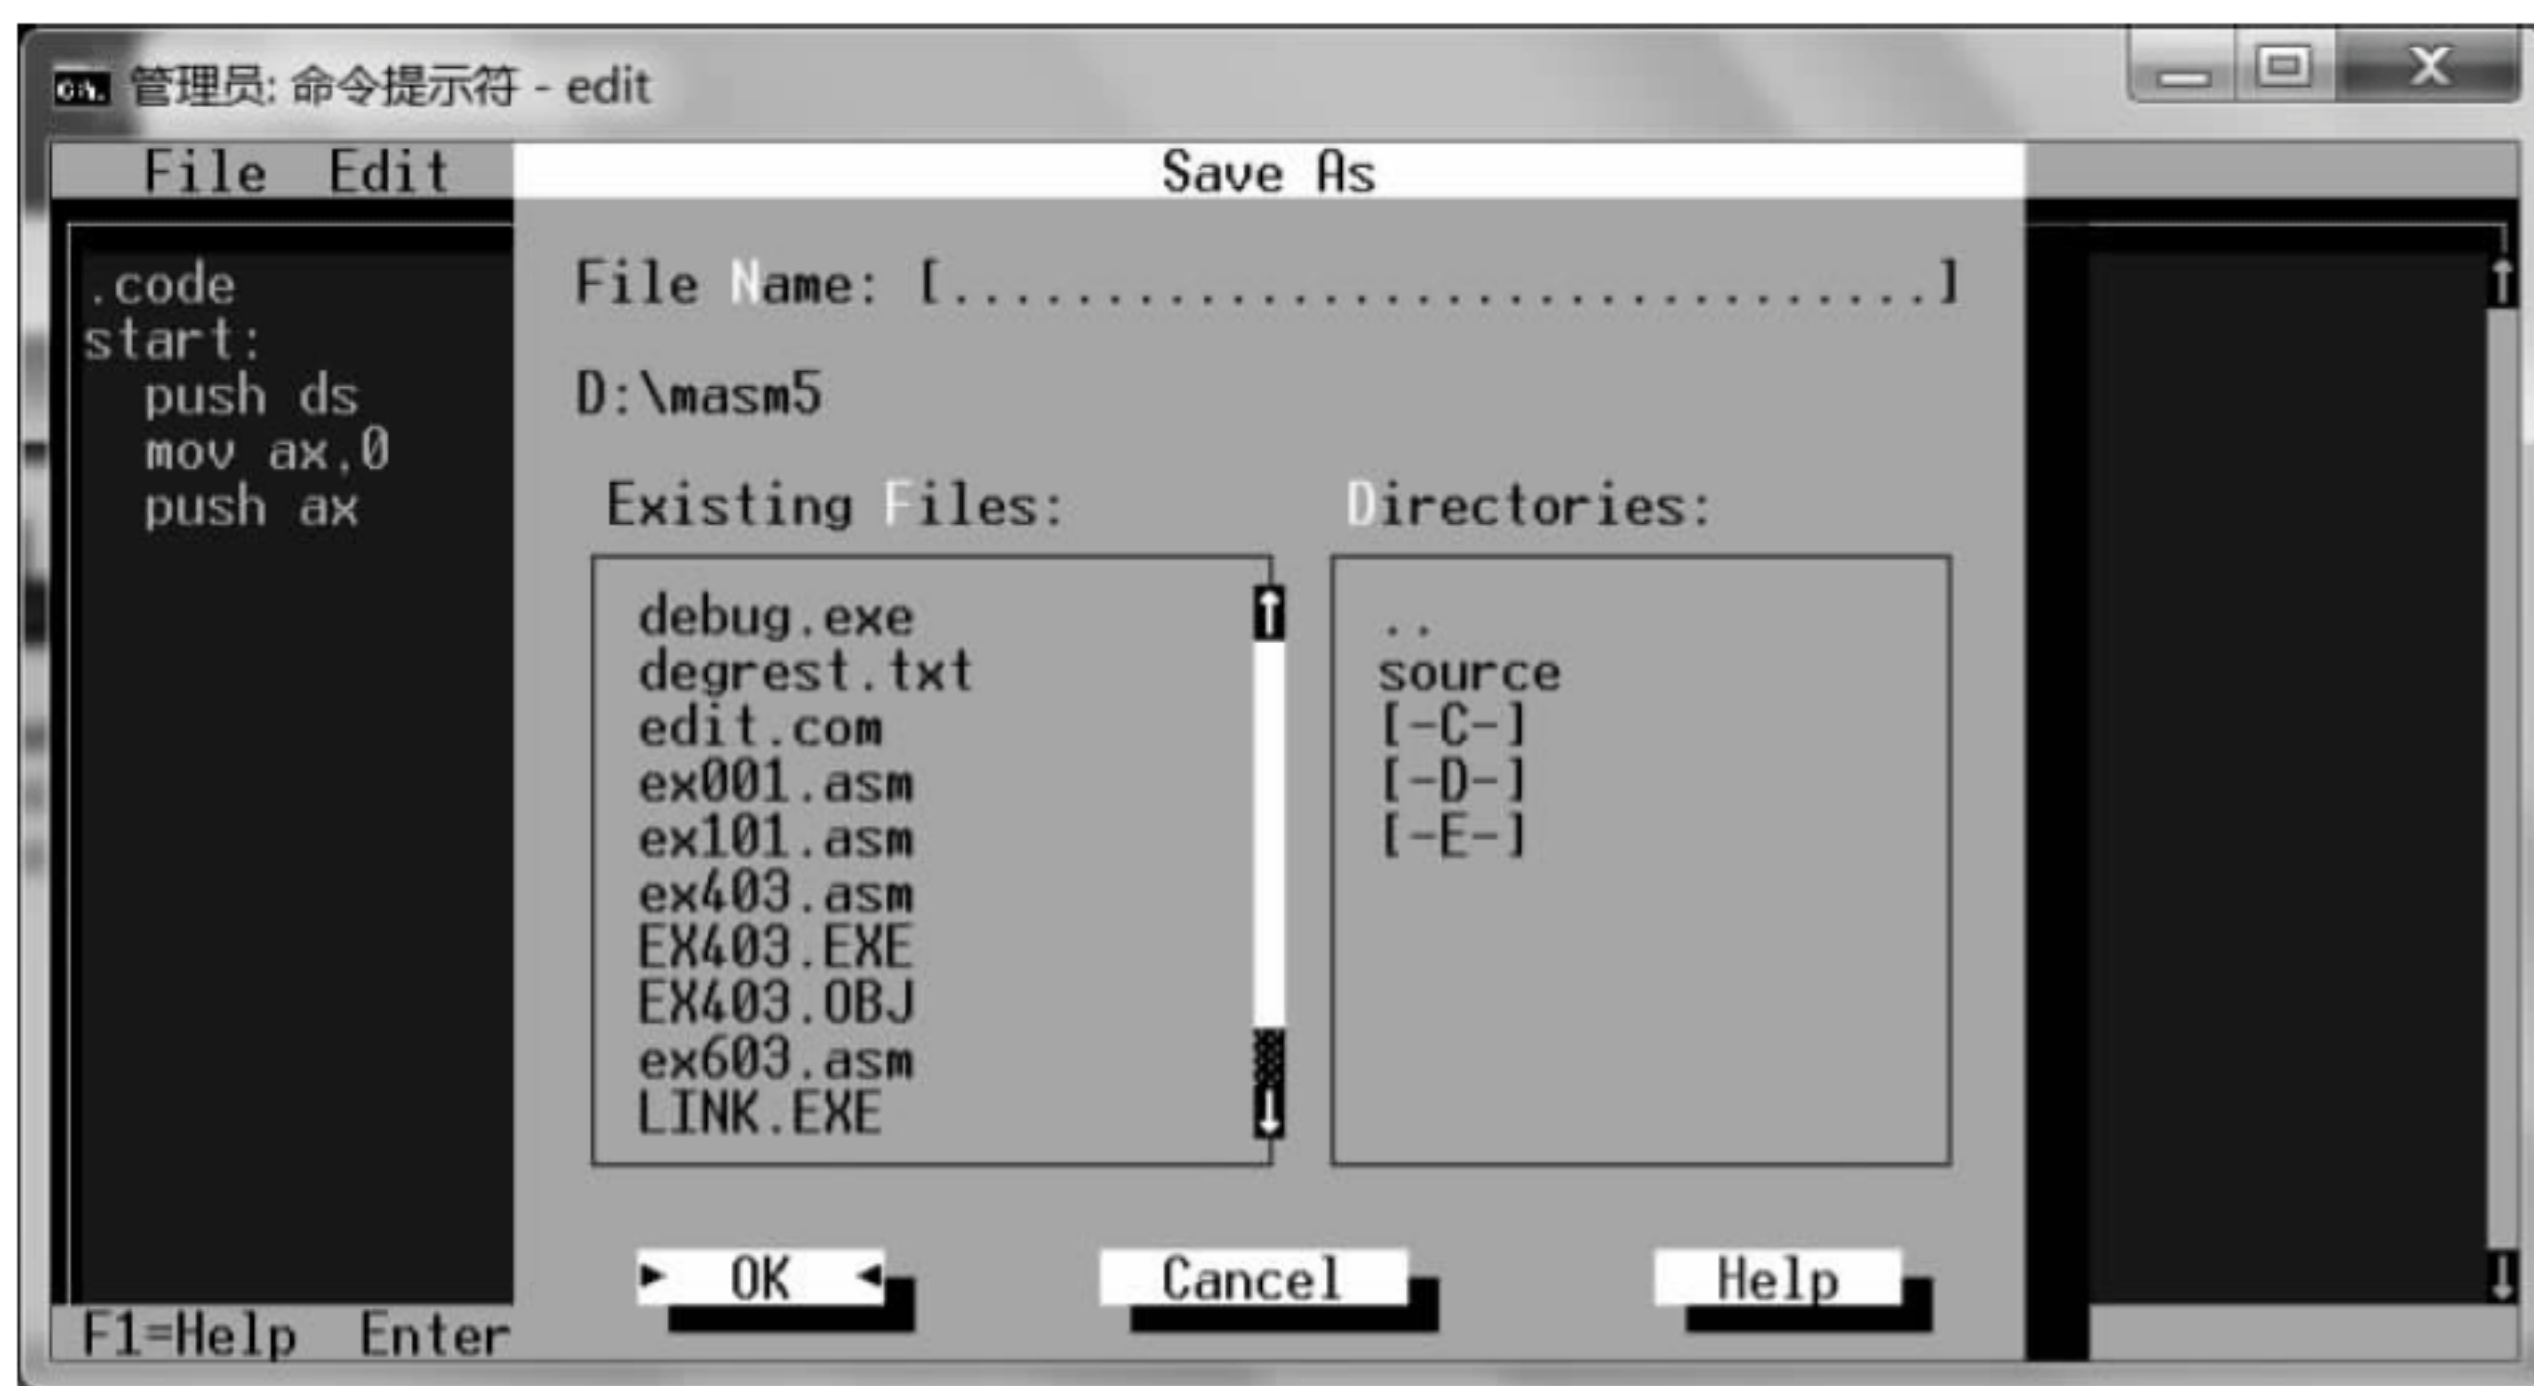 管理员: 命令提示符 - edit
File Edit Save As
.code
start:
push ds
mov ax,0
push ax
File Name: [................................]
D:\masm5
Existing Files: Directories:
debug.exe
degrest.txt
edit.com
ex001.asm
ex101.asm
ex403.asm
EX403.EXE
EX403.OBJ
ex603.asm
LINK.EXE
..
source
[-C-]
[-D-]
[-E-]
OK Cancel Help
F1=Help Enter